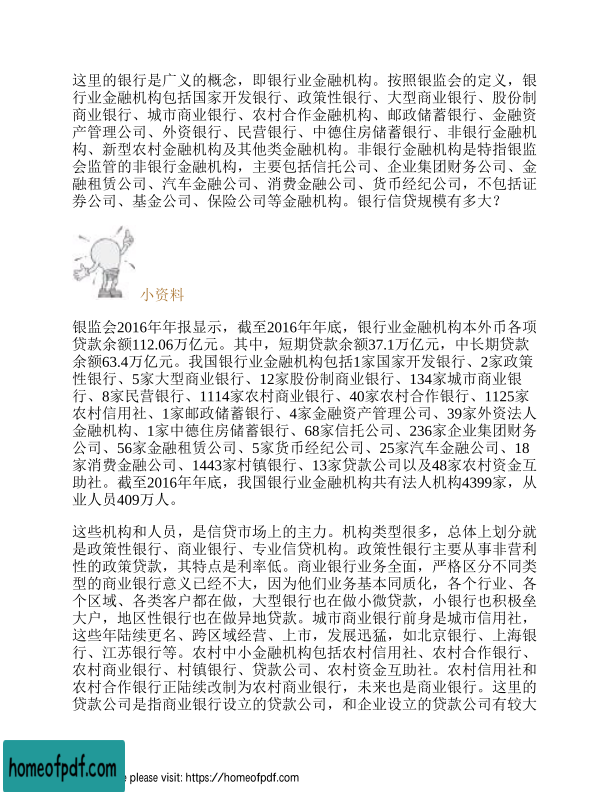 这里的银行是广义的概念，即银行业金融机构。按照银监会的定义，银
行业金融机构包括国家开发银行、政策性银行、大型商业银行、股份制
商业银行、城市商业银行、农村合作金融机构、邮政储蓄银行、金融资
产管理公司、外资银行、民营银行、中德住房储蓄银行、非银行金融机
构、新型农村金融机构及其他类金融机构。非银行金融机构是特指银监
会监管的非银行金融机构，主要包括信托公司、企业集团财务公司、金
融租赁公司、汽车金融公司、消费金融公司、货币经纪公司，不包括证
券公司、基金公司、保险公司等金融机构。银行信贷规模有多大？
小资料
银监会2016年年报显示，截至2016年年底，银行业金融机构本外币各项
贷款余额112.06万亿元。其中，短期贷款余额37.1万亿元，中长期贷款
余额63.4万亿元。我国银行业金融机构包括1家国家开发银行、2家政策
性银行、5家大型商业银行、12家股份制商业银行、134家城市商业银
行、8家民营银行、1114家农村商业银行、40家农村合作银行、1125家
农村信用社、1家邮政储蓄银行、4家金融资产管理公司、39家外资法人
金融机构、1家中德住房储蓄银行、68家信托公司、236家企业集团财务
公司、56家金融租赁公司、5家货币经纪公司、25家汽车金融公司、18
家消费金融公司、1443家村镇银行、13家贷款公司以及48家农村资金互
助社。截至2016年年底，我国银行业金融机构共有法人机构4399家，从
业人员409万人。
这些机构和人员，是信贷市场上的主力。机构类型很多，总体上划分就
是政策性银行、商业银行、专业信贷机构。政策性银行主要从事非营利
性的政策贷款，其特点是利率低。商业银行业务全面，严格区分不同类
型的商业银行意义已经不大，因为他们业务基本同质化，各个行业、各
个区域、各类客户都在做，大型银行也在做小微贷款，小银行也积极垒
大户，地区性银行也在做异地贷款。城市商业银行前身是城市信用社，
这些年陆续更名、跨区域经营、上市，发展迅猛，如北京银行、上海银
行、江苏银行等。农村中小金融机构包括农村信用社、农村合作银行、
农村商业银行、村镇银行、贷款公司、农村资金互助社。农村信用社和
农村合作银行正陆续改制为农村商业银行，未来也是商业银行。这里的
贷款公司是指商业银行设立的贷款公司，和企业设立的贷款公司有较大
homeofpdf.com
e please visit: https://homeofpdf.com